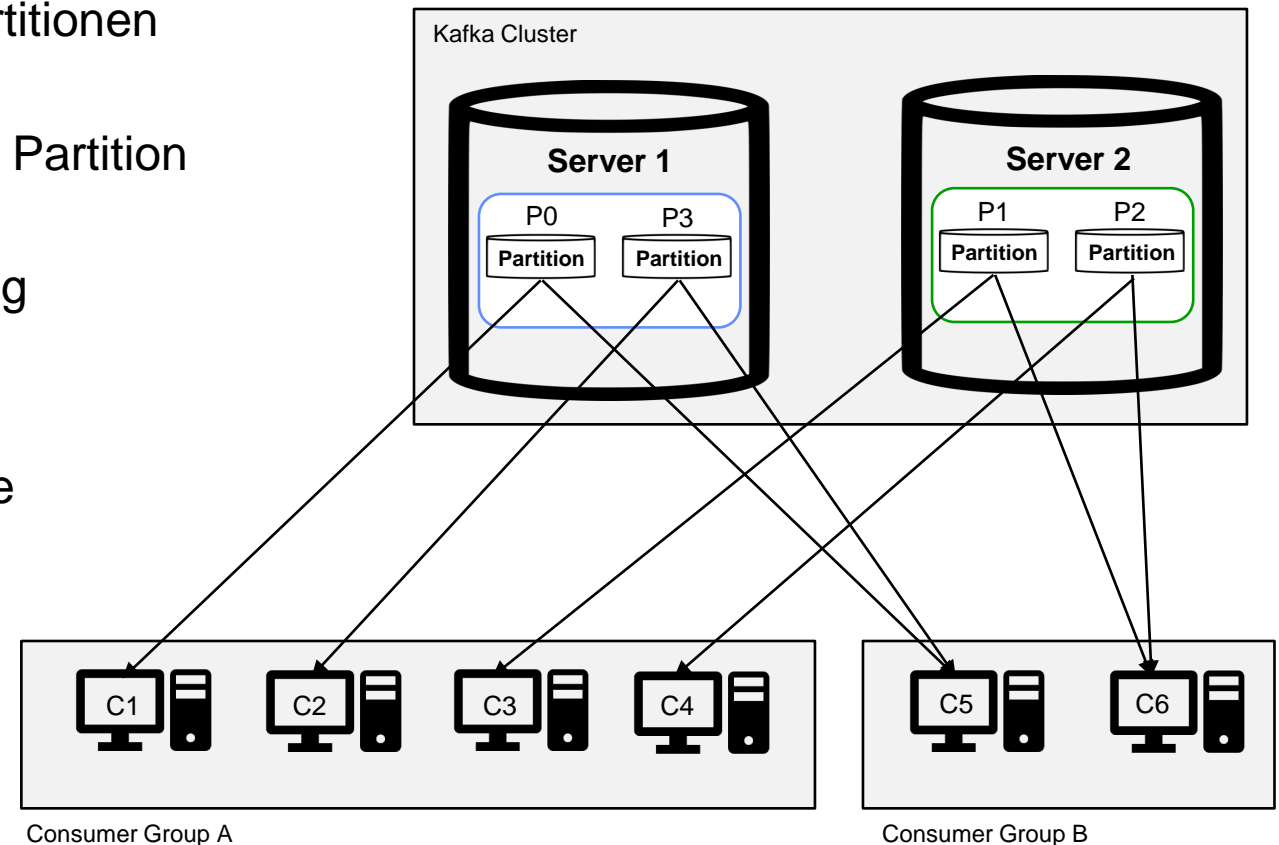 rtitionen
Partition
g
e
Kafka Cluster
Server 1
Server 2
P0
P3
P1
P2
Partition
Partition
Partition
Partition
C1
C2
C3
C4
C5
C6
Consumer Group A
Consumer Group B